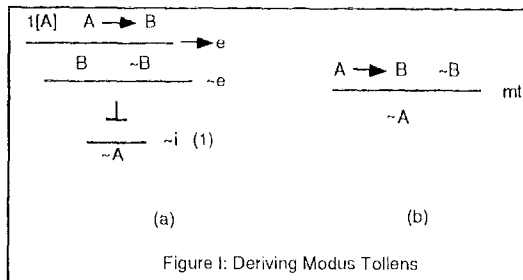 1[A] A → B
→ e
B ~B
~e
⊥
~i (1)
~A
A → B ~B
mt
~A
(a) (b)
Figure I: Deriving Modus Tollens